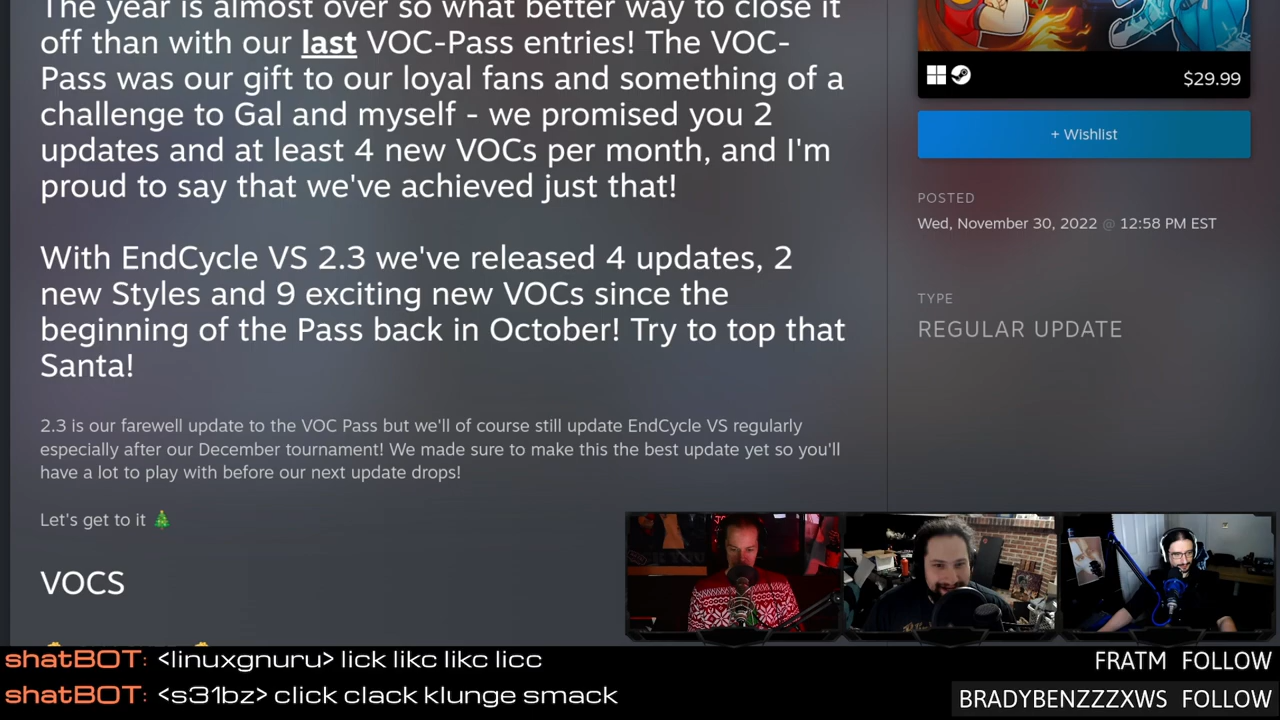 The year is almost over so what better way to close it
off than with our last VOC-Pass entries! The VOC-
Pass was our gift to our loyal fans and something of a
challenge to Gal and myself - we promised you 2
updates and at least 4 new VOCs per month, and I'm
proud to say that we've achieved just that!
With EndCycle VS 2.3 we've released 4 updates, 2
new Styles and 9 exciting new VOCs since the
beginning of the Pass back in October! Try to top that
Santa!
2.3 is our farewell update to the VOC Pass but we'll of course still update EndCycle VS regularly
especially after our December tournament! We made sure to make this the best update yet so you'll
have a lot to play with before our next update drops!
Let's get to it 🎄
VOCS
$29.99
+ Wishlist
POSTED
Wed, November 30, 2022 @ 12:58 PM EST
TYPE
REGULAR UPDATE
shatBOT: <linuxgnuru> lick likc likc licc
shatBOT: <s31bz> click clack klunge smack
FRATM FOLLOW
BRADYBENZZZXWS FOLLOW